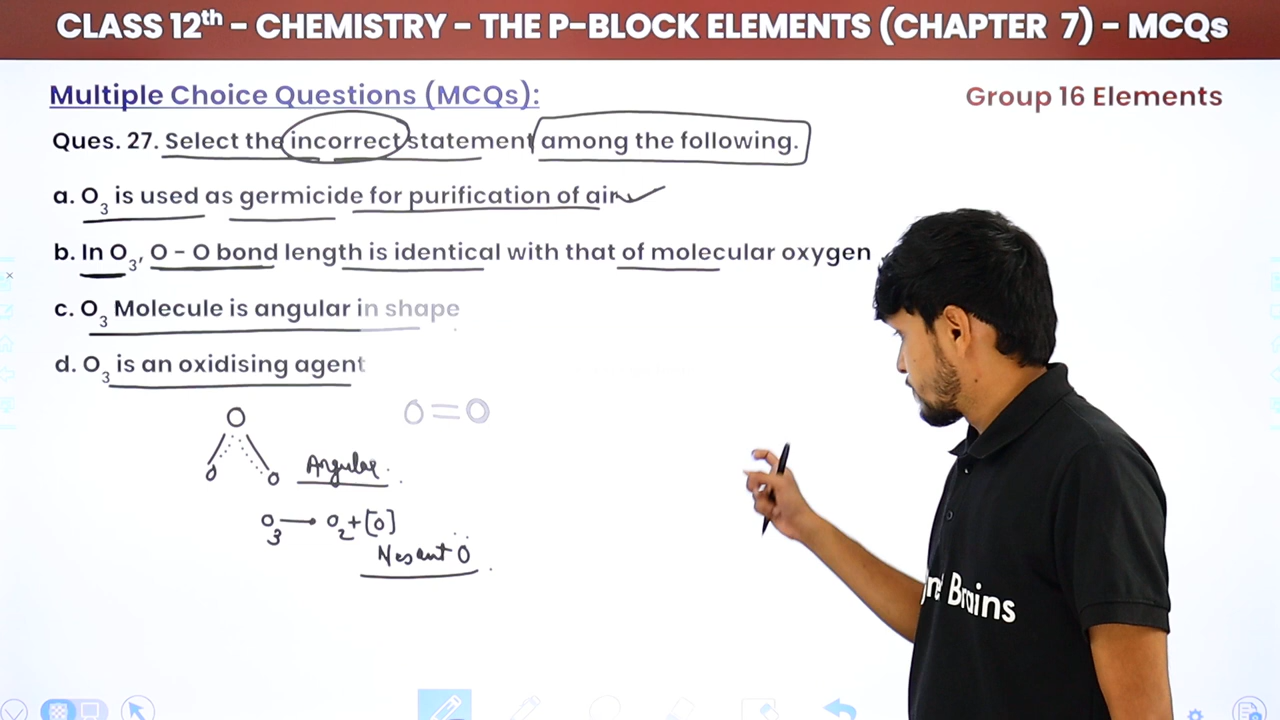 CLASS 12th - CHEMISTRY - THE P-BLOCK ELEMENTS (CHAPTER 7) - MCQs
Multiple Choice Questions (MCQs):
Group 16 Elements
Ques. 27. Select the incorrect statement among the following.
a. O3 is used as germicide for purification of air
b. In O3, O - O bond length is identical with that of molecular oxygen
c. O3 Molecule is angular in shape
d. O3 is an oxidising agent
O
O O
O=O
Angular.
O3 → O2+[O]
Nesant O
Brains